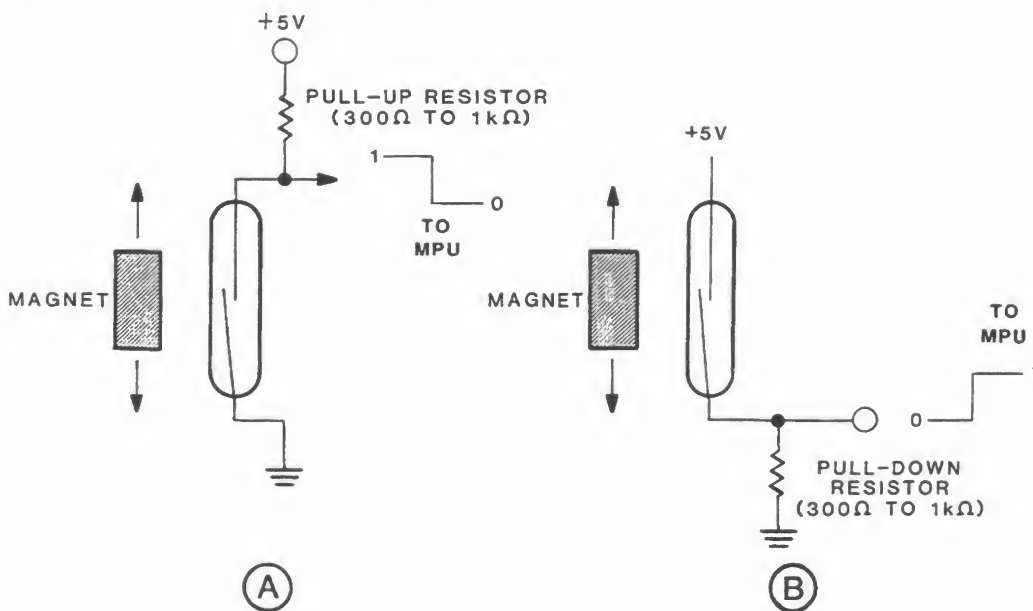 +5V
PULL-UP RESISTOR
(300Ω TO 1kΩ)
1
0
TO
MPU
MAGNET
A
+5V
MAGNET
TO
MPU
0
PULL-DOWN
RESISTOR
(300Ω TO 1kΩ)
B